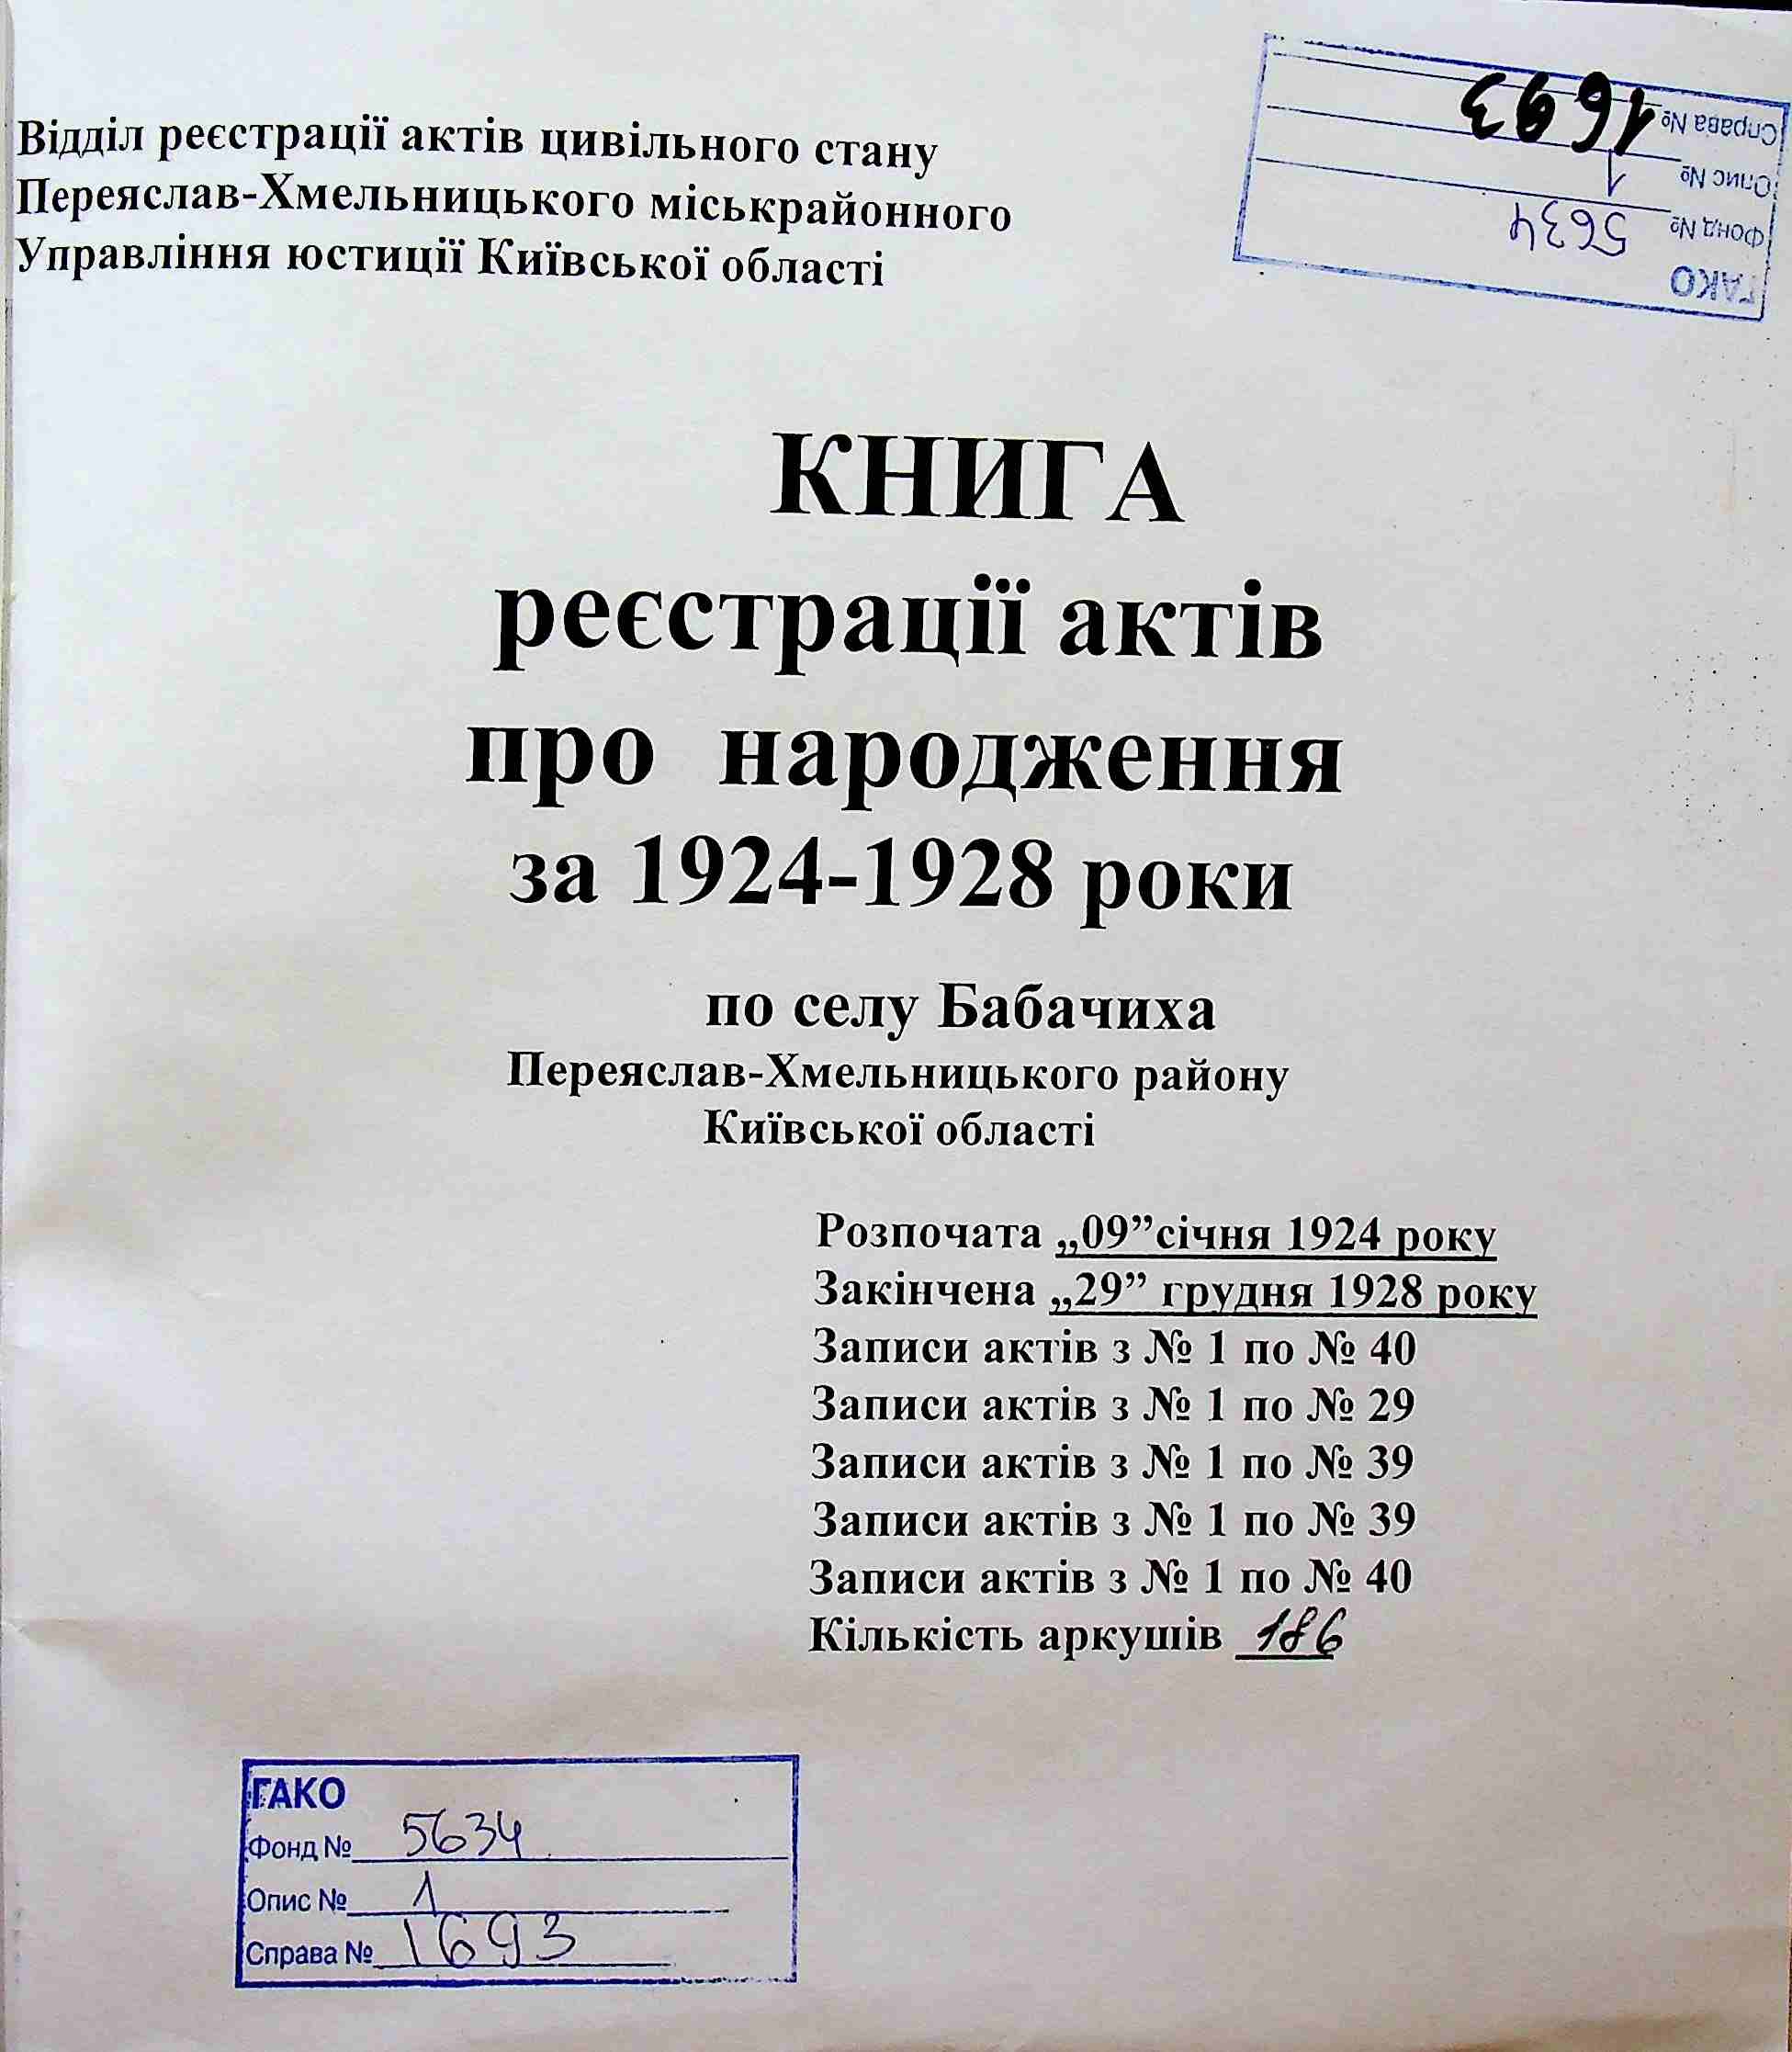 Відділ реєстрації актів цивільного стану
Переяслав-Хмельницького міськрайонного
Управління юстиції Київської області
ГАКО
Фонд № 5634
Опис № 1
Справа № 1693
КНИГА
реєстрації актів
про народження
за 1924-1928 роки
по селу Бабачиха
Переяслав-Хмельницького району
Київської області
Розпочата „09”січня 1924 року
Закінчена „29” грудня 1928 року
Записи актів з № 1 по № 40
Записи актів з № 1 по № 29
Записи актів з № 1 по № 39
Записи актів з № 1 по № 39
Записи актів з № 1 по № 40
Кількість аркушів 186
ГАКО
Фонд № 5634
Опис № 1
Справа № 1693